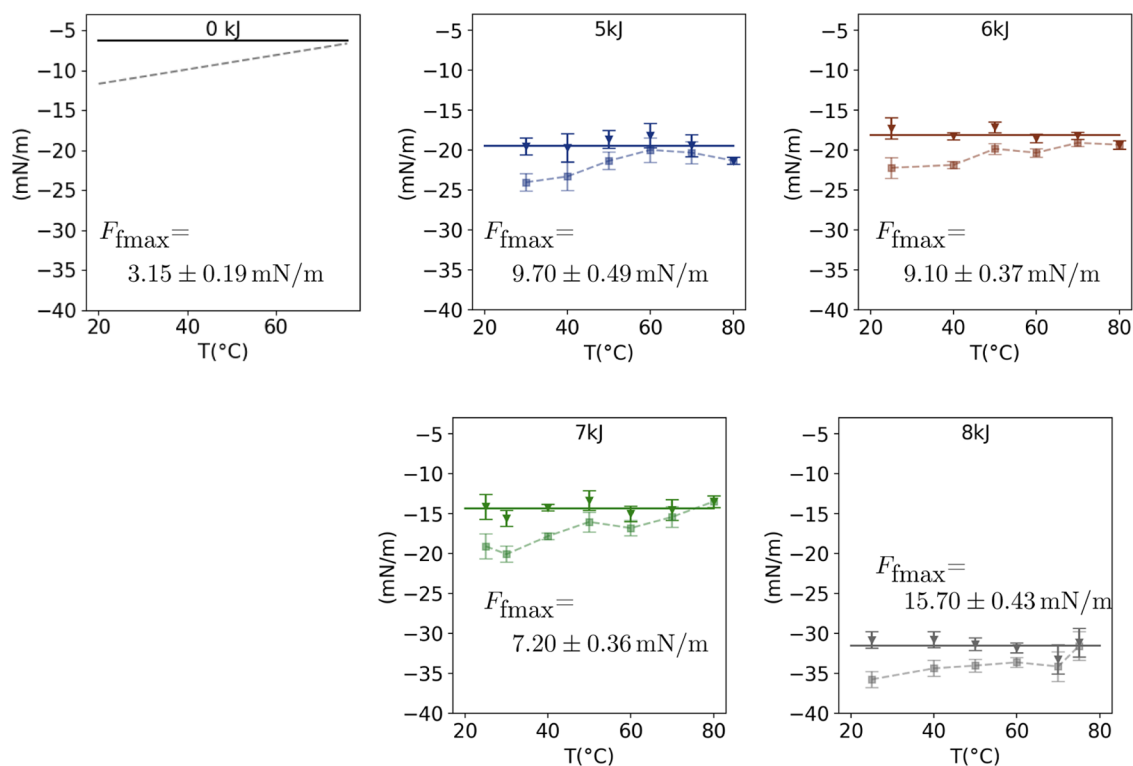 0 kJ
−5
−10
−15
−20
−25
−30
−35
−40
(mN/m)
F_fmax=
3.15 ± 0.19 mN/m
20 40 60
T(°C)
5kJ
−5
−10
−15
−20
−25
−30
−35
−40
(mN/m)
F_fmax=
9.70 ± 0.49 mN/m
20 40 60 80
T(°C)
6kJ
−5
−10
−15
−20
−25
−30
−35
−40
(mN/m)
F_fmax=
9.10 ± 0.37 mN/m
20 40 60 80
T(°C)
7kJ
−5
−10
−15
−20
−25
−30
−35
−40
(mN/m)
F_fmax=
7.20 ± 0.36 mN/m
20 40 60 80
T(°C)
8kJ
−5
−10
−15
−20
−25
−30
−35
−40
(mN/m)
F_fmax=
15.70 ± 0.43 mN/m
20 40 60 80
T(°C)